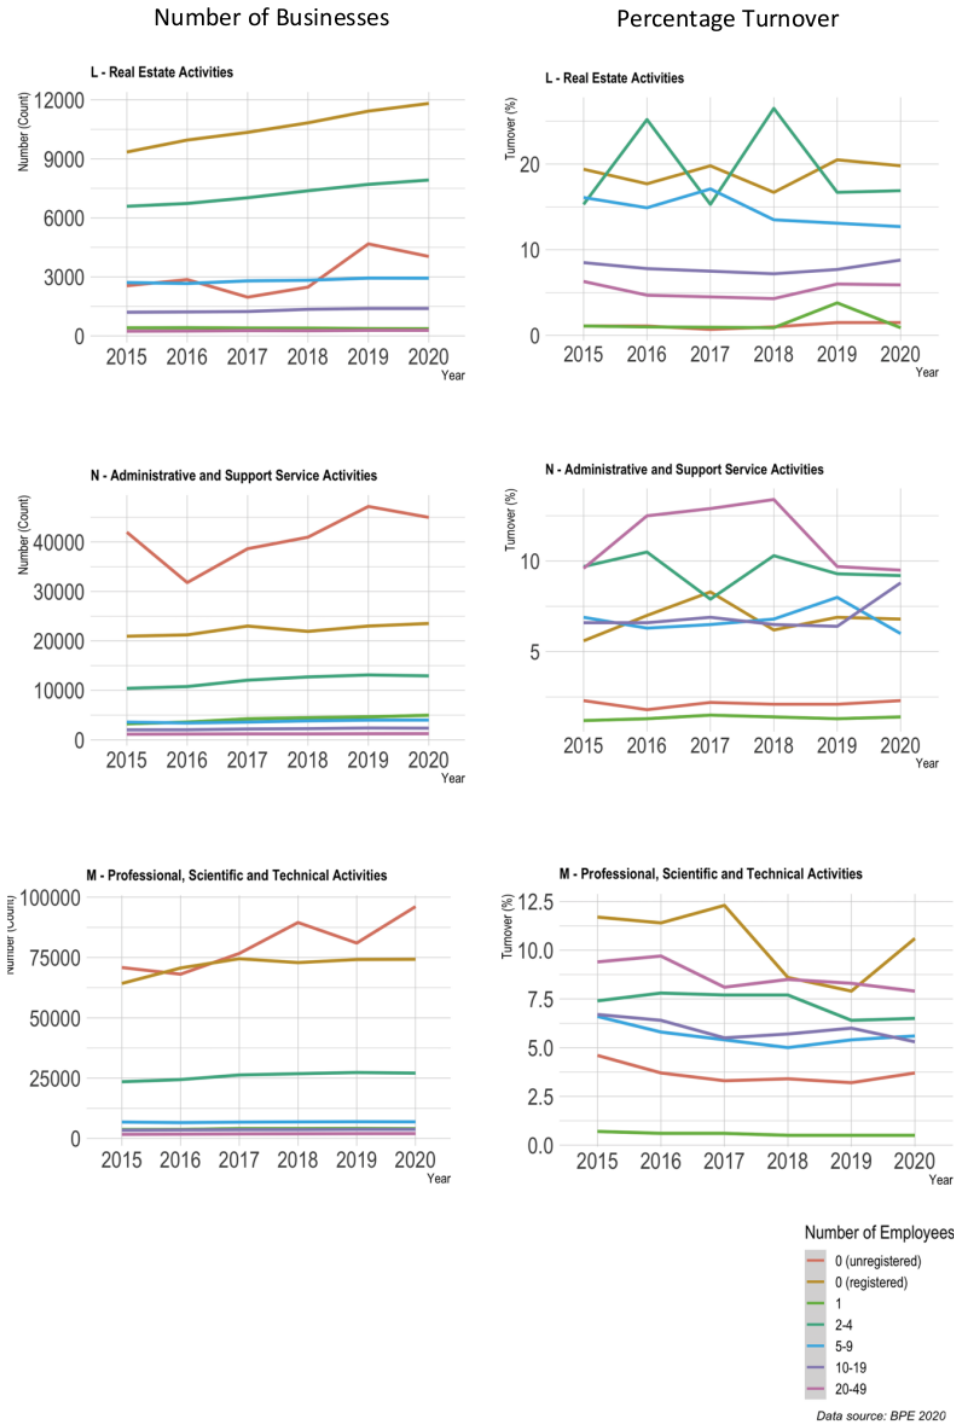 Number of Businesses
Percentage Turnover
L - Real Estate Activities
Number (Count)
12000
9000
6000
3000
0
2015 2016 2017 2018 2019 2020
Year
L - Real Estate Activities
Turnover (%)
20
10
0
2015 2016 2017 2018 2019 2020
Year
N - Administrative and Support Service Activities
Number (Count)
40000
30000
20000
10000
0
2015 2016 2017 2018 2019 2020
Year
N - Administrative and Support Service Activities
Turnover (%)
10
5
2015 2016 2017 2018 2019 2020
Year
M - Professional, Scientific and Technical Activities
Number (Count)
100000
75000
50000
25000
0
2015 2016 2017 2018 2019 2020
Year
M - Professional, Scientific and Technical Activities
Turnover (%)
12.5
10.0
7.5
5.0
2.5
0.0
2015 2016 2017 2018 2019 2020
Year
Number of Employees
0 (unregistered)
0 (registered)
1
2-4
5-9
10-19
20-49
Data source: BPE 2020